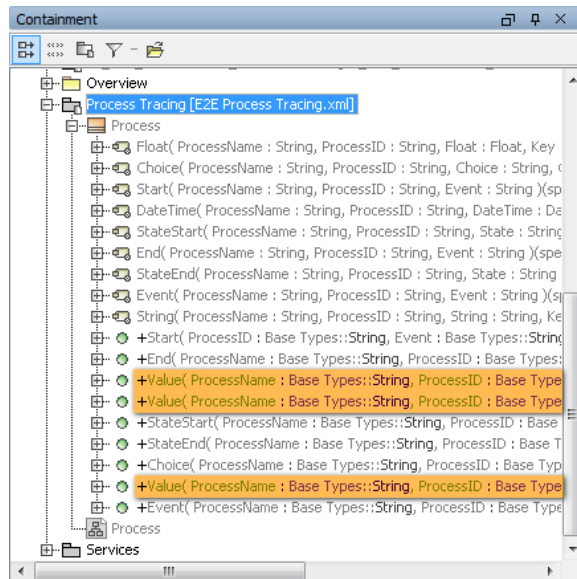 Containment
Overview
Process Tracing [E2E Process Tracing.xml]
Process
Float( ProcessName : String, ProcessID : String, Float : Float, Key
Choice( ProcessName : String, ProcessID : String, Choice : String,
Start( ProcessName : String, ProcessID : String, Event : String )(sp
DateTime( ProcessName : String, ProcessID : String, DateTime : Da
StateStart( ProcessName : String, ProcessID : String, State : String
End( ProcessName : String, ProcessID : String, Event : String )(spe
StateEnd( ProcessName : String, ProcessID : String, State : String
Event( ProcessName : String, ProcessID : String, Event : String )(s
String( ProcessName : String, ProcessID : String, String : String, Ke
+Start( ProcessID : Base Types::String, Event : Base Types::String
+End( ProcessName : Base Types::String, ProcessID : Base Types:
+Value( ProcessName : Base Types::String, ProcessID : Base Type
+Value( ProcessName : Base Types::String, ProcessID : Base Type
+StateStart( ProcessName : Base Types::String, ProcessID : Base
+StateEnd( ProcessName : Base Types::String, ProcessID : Base T
+Choice( ProcessName : Base Types::String, ProcessID : Base Typ
+Value( ProcessName : Base Types::String, ProcessID : Base Type
+Event( ProcessName : Base Types::String, ProcessID : Base Type
Process
Services